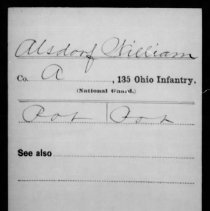 Alsdorf William
Co. A, 135 Ohio Infantry.
(National Guard.)
Pvt | Pvt
See also